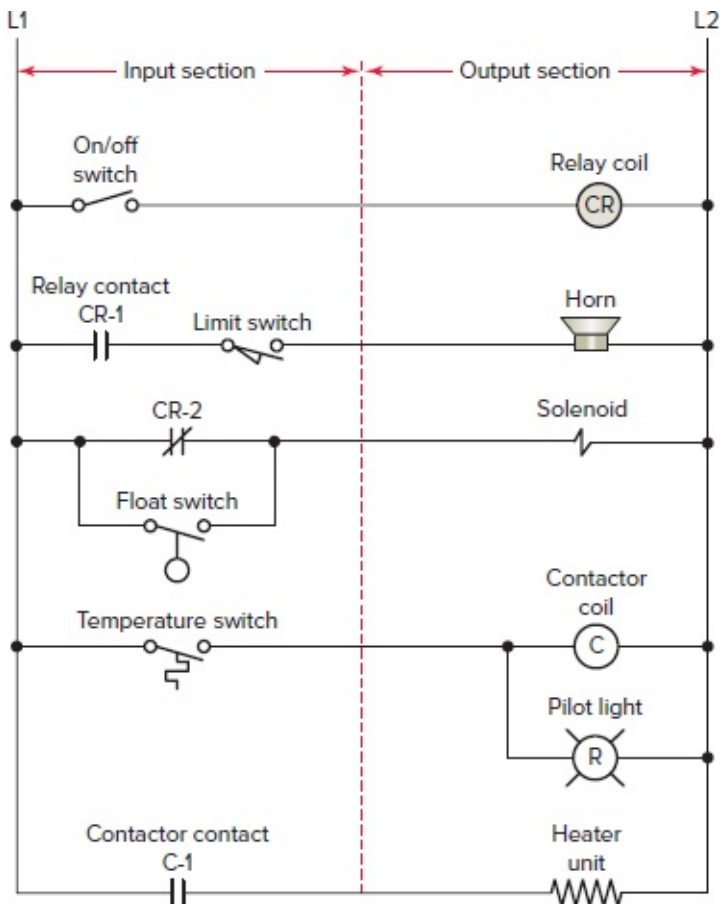 L1
L2
Input section
Output section
On/off
switch
Relay coil
CR
Relay contact
CR-1
Limit switch
Horn
CR-2
Solenoid
Float switch
Temperature switch
Contactor
coil
C
Pilot light
R
Contactor contact
C-1
Heater
unit